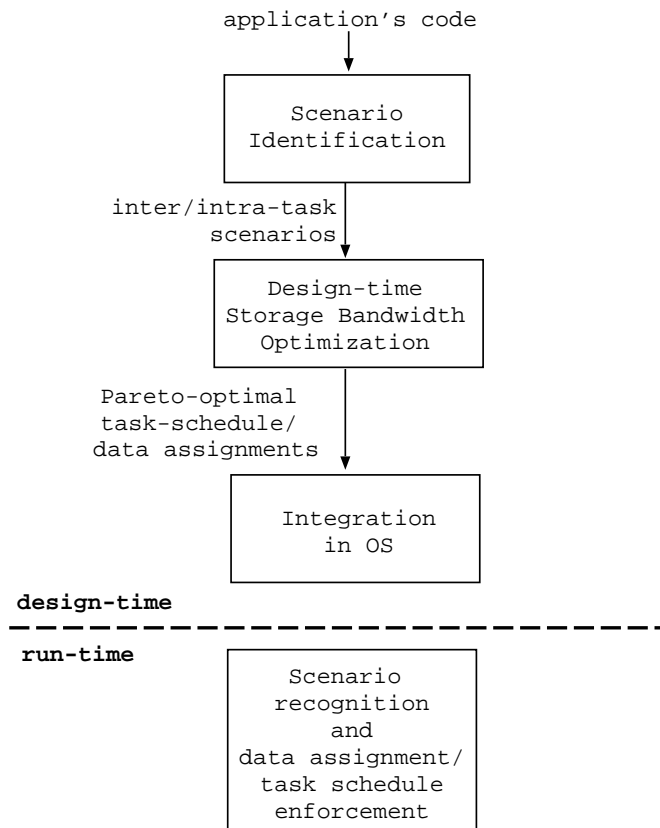 application's code
Scenario
Identification
inter/intra-task
scenarios
Design-time
Storage Bandwidth
Optimization
Pareto-optimal
task-schedule/
data assignments
Integration
in OS
design-time
run-time
Scenario
recognition
and
data assignment/
task schedule
enforcement